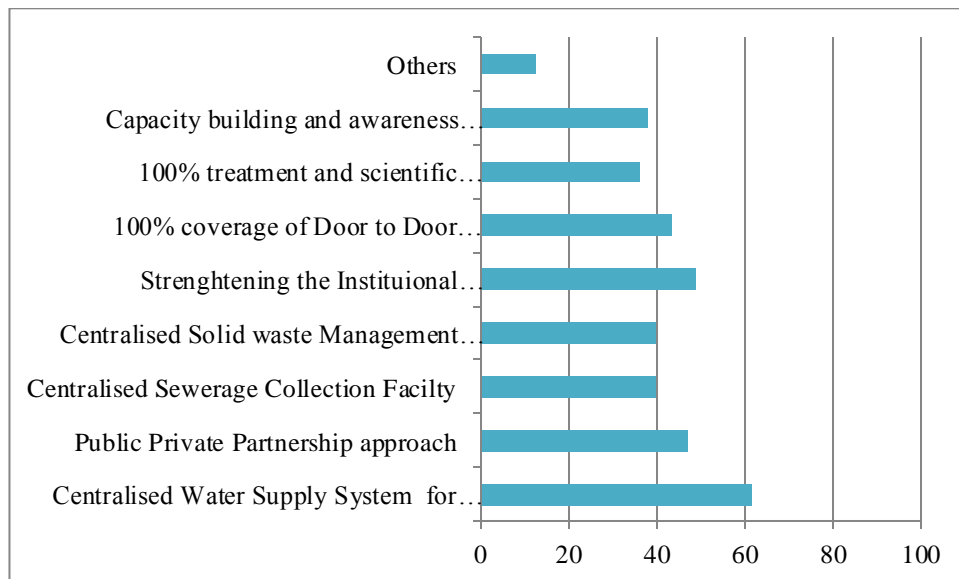 Others
Capacity building and awareness…
100% treatment and scientific…
100% coverage of Door to Door…
Strenghtening the Instituional…
Centralised Solid waste Management…
Centralised Sewerage Collection Facilty
Public Private Partnership approach
Centralised Water Supply System for…
0 20 40 60 80 100